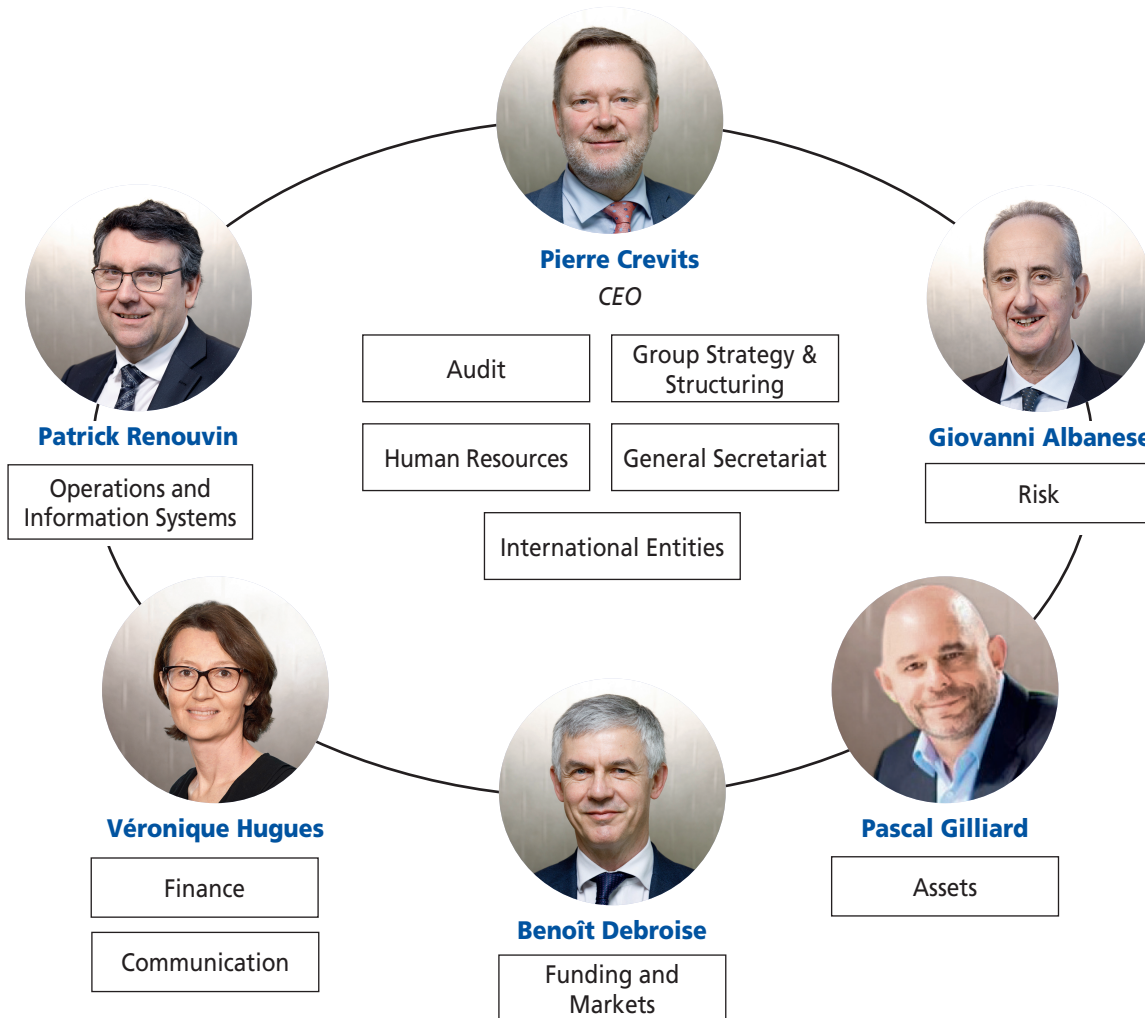 Pierre Crevits
CEO
Audit
Group Strategy &
Structuring
Human Resources
General Secretariat
International Entities
Patrick Renouvin
Operations and
Information Systems
Giovanni Albanese
Risk
Véronique Hugues
Finance
Communication
Benoît Debroise
Funding and
Markets
Pascal Gilliard
Assets